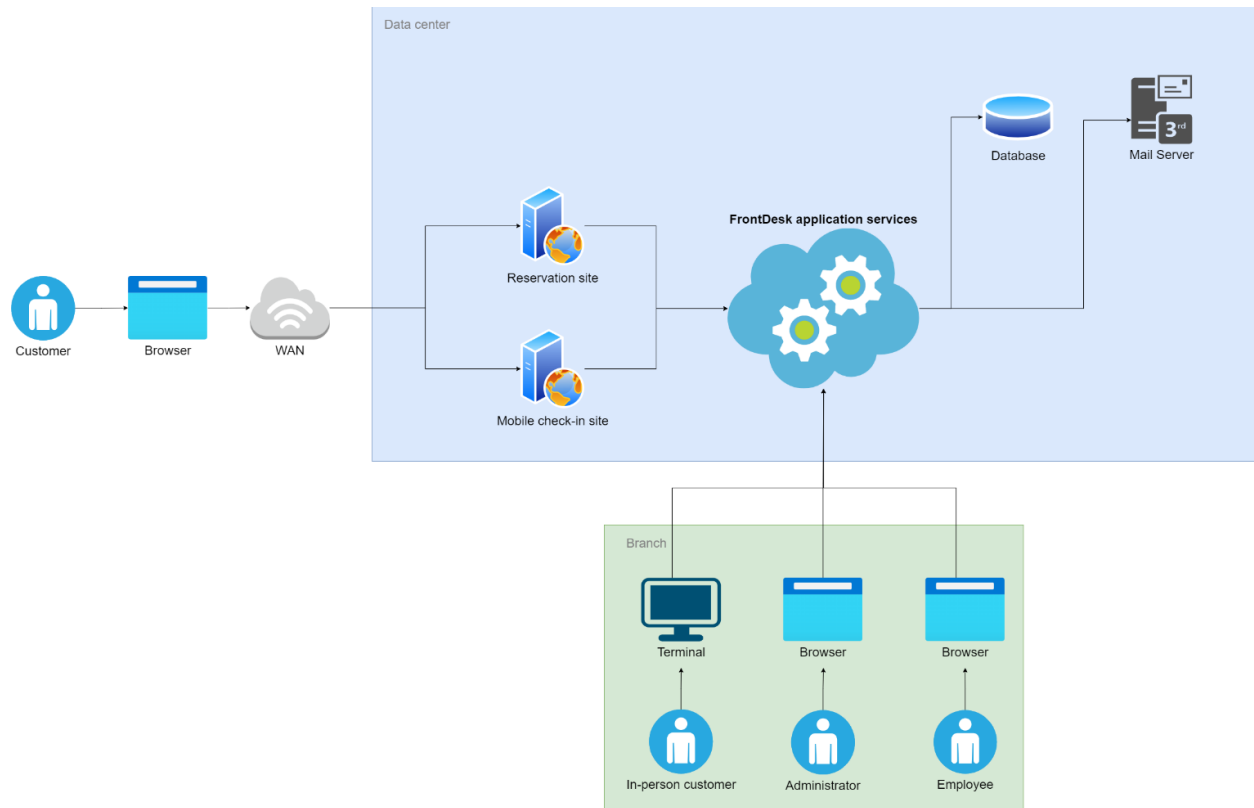 Data center
Database
Mail Server
3rd
FrontDesk application services
Reservation site
Customer
Browser
WAN
Mobile check-in site
Branch
Terminal
Browser
Browser
In-person customer
Administrator
Employee